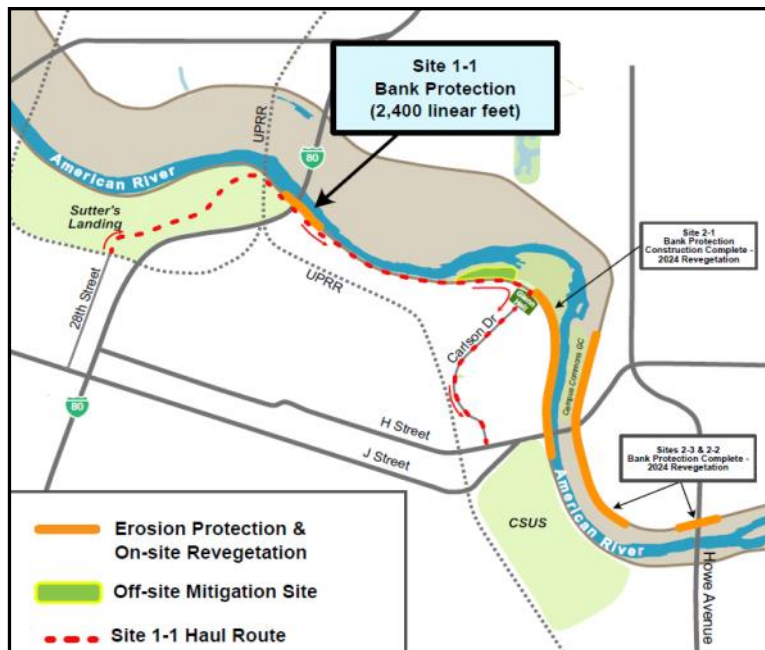 Site 1-1
Bank Protection
(2,400 linear feet)
UPRR
80
American River
Sutter's
Landing
Site 2-1
Bank Protection
Construction Complete -
2024 Revegetation
28th Street
UPRR
Carlson Dr
Campus Commons GC
80
H Street
J Street
Sites 2-3 & 2-2
Bank Protection Complete -
2024 Revegetation
American River
CSUS
Howe Avenue
Erosion Protection &
On-site Revegetation
Off-site Mitigation Site
Site 1-1 Haul Route